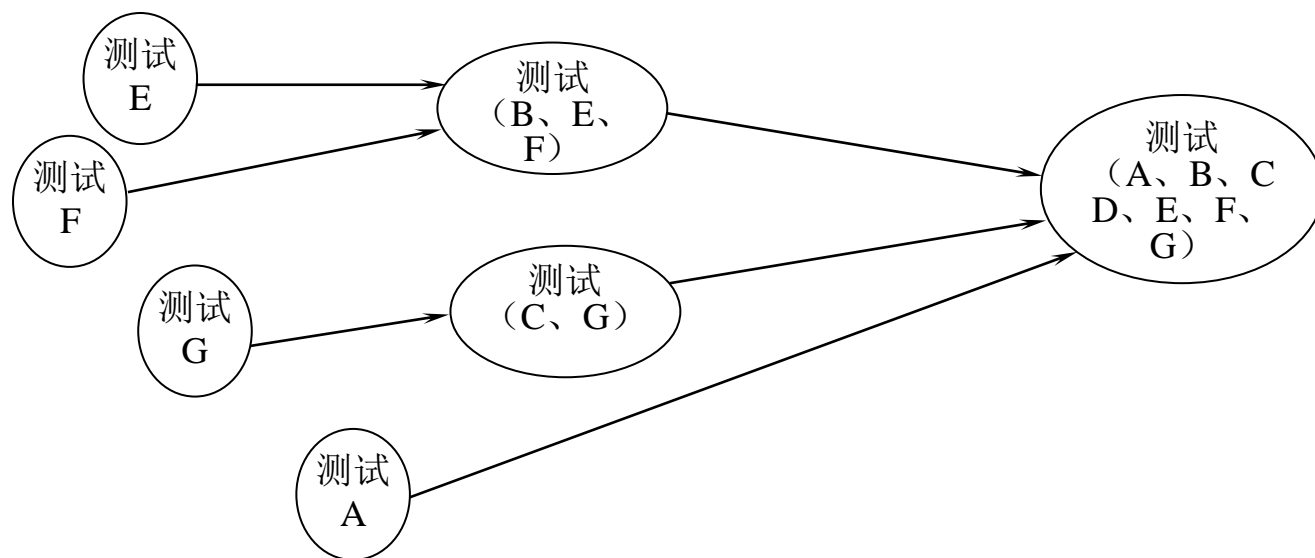 测试
E
测试
F
测试
G
测试
A
测试
（B、E、
F）
测试
（C、G）
测试
（A、B、C
D、E、F、
G）